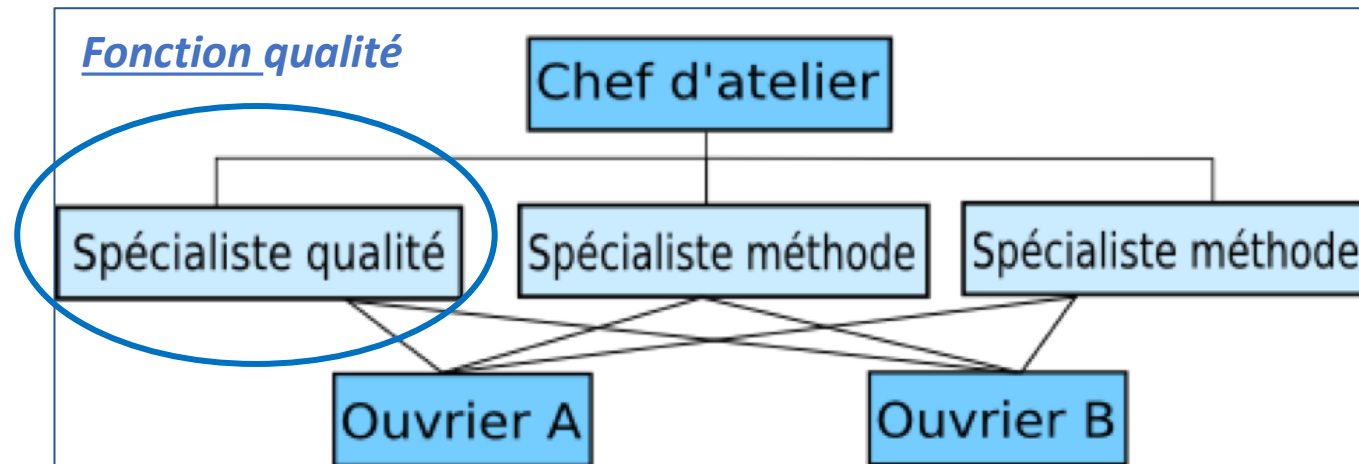 Fonction qualité
Chef d'atelier
Spécialiste qualité
Spécialiste méthode
Spécialiste méthode
Ouvrier A
Ouvrier B